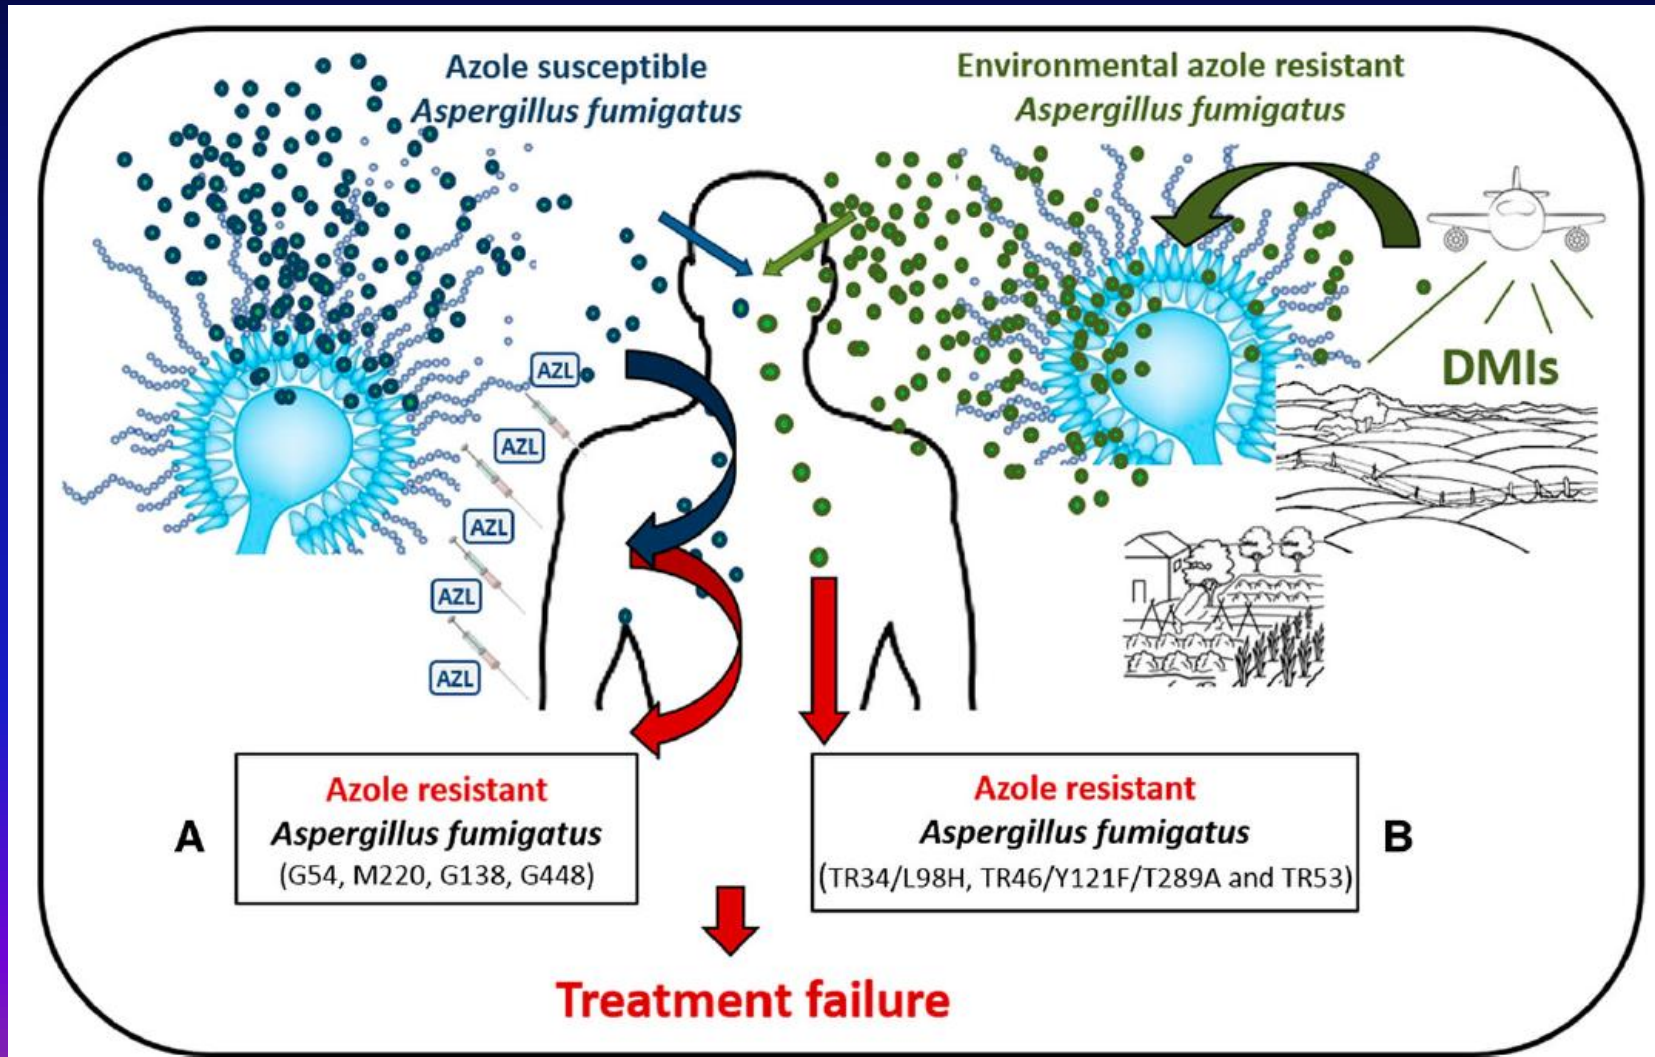 Azole susceptible
Aspergillus fumigatus
Environmental azole resistant
Aspergillus fumigatus
AZL
AZL
AZL
AZL
AZL
DMIs
A
Azole resistant
Aspergillus fumigatus
(G54, M220, G138, G448)
Azole resistant
Aspergillus fumigatus
(TR34/L98H, TR46/Y121F/T289A and TR53)
B
Treatment failure